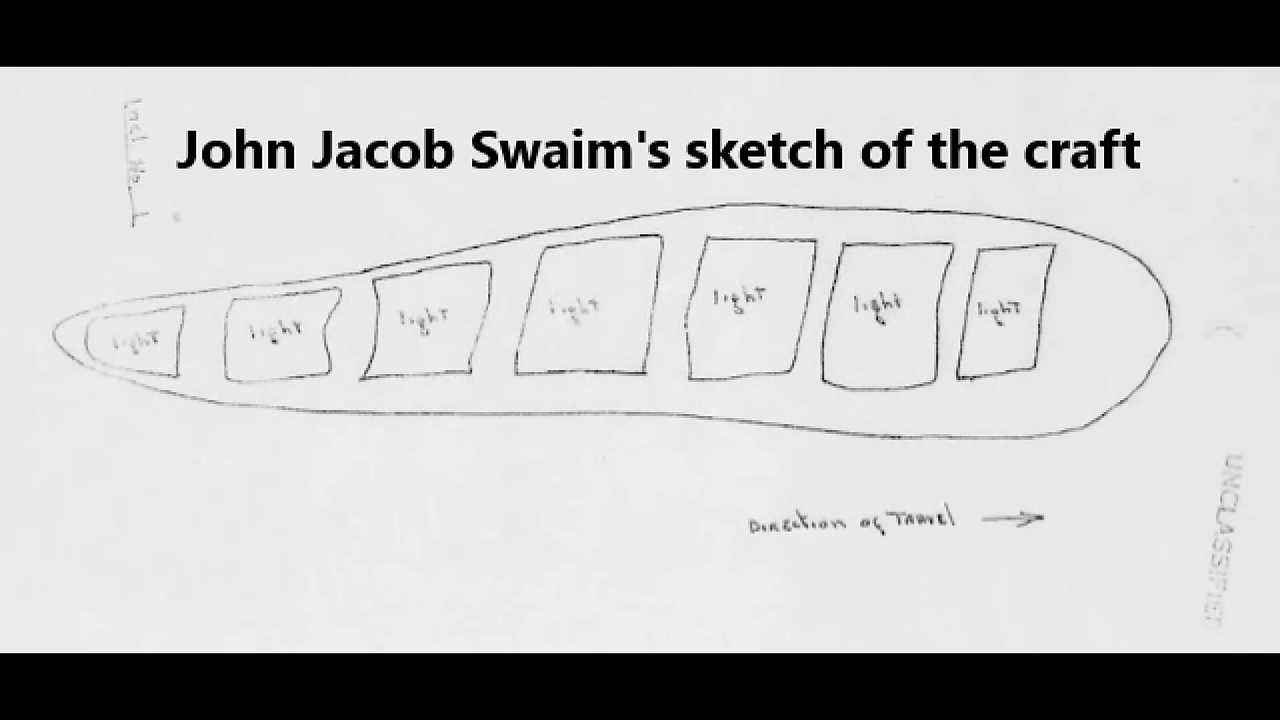 John Jacob Swaim's sketch of the craft
light
light
light
light
light
light
light
Direction of TRAVEL
UNCLASSIFIED